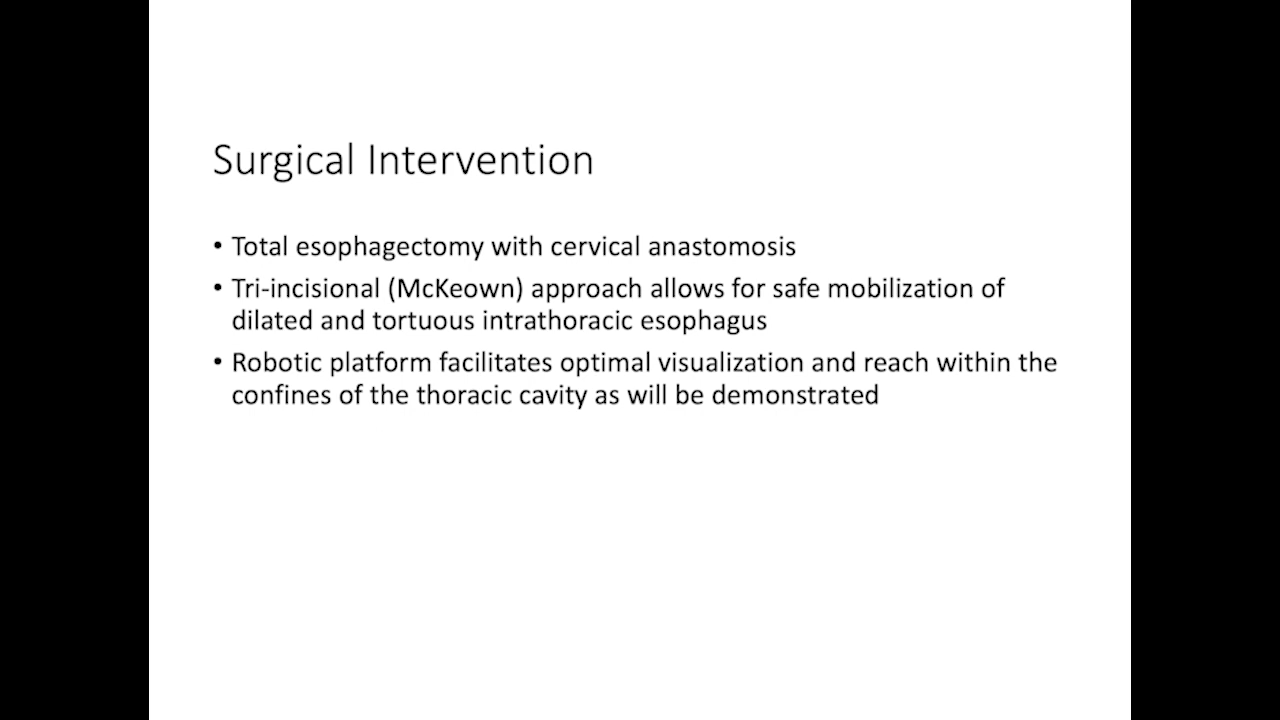 Surgical Intervention
• Total esophagectomy with cervical anastomosis
• Tri-incisional (McKeown) approach allows for safe mobilization of
dilated and tortuous intrathoracic esophagus
• Robotic platform facilitates optimal visualization and reach within the
confines of the thoracic cavity as will be demonstrated